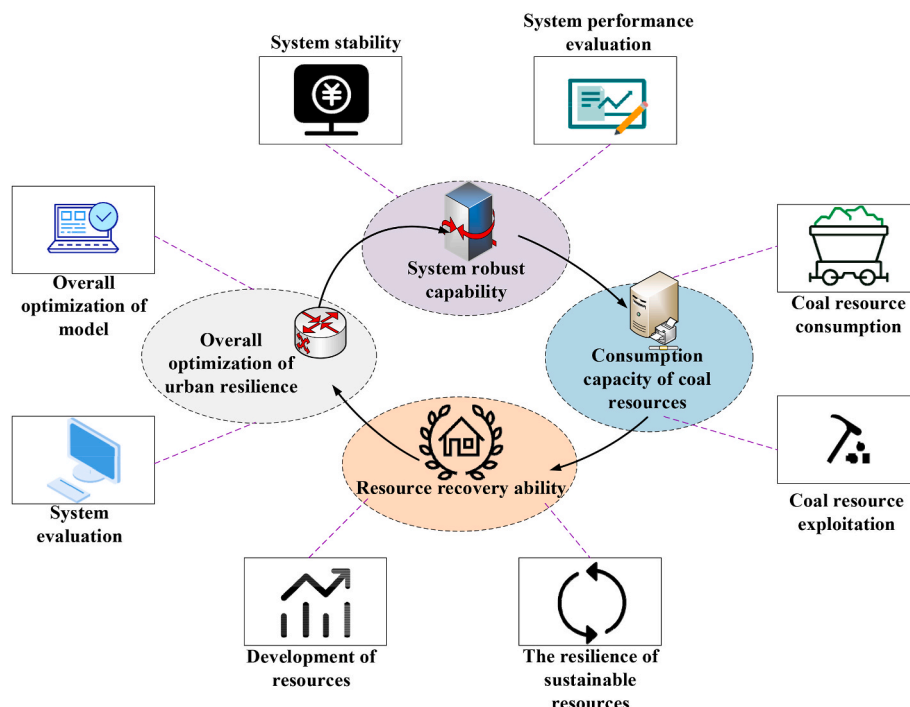 System performance
evaluation
System stability
System robust
capability
Overall
optimization of
model
Coal resource
consumption
Overall
optimization of
urban resilience
Consumption
capacity of coal
resources
Resource recovery ability
System
evaluation
Coal resource
exploitation
Development of
resources
The resilience of
sustainable
resources